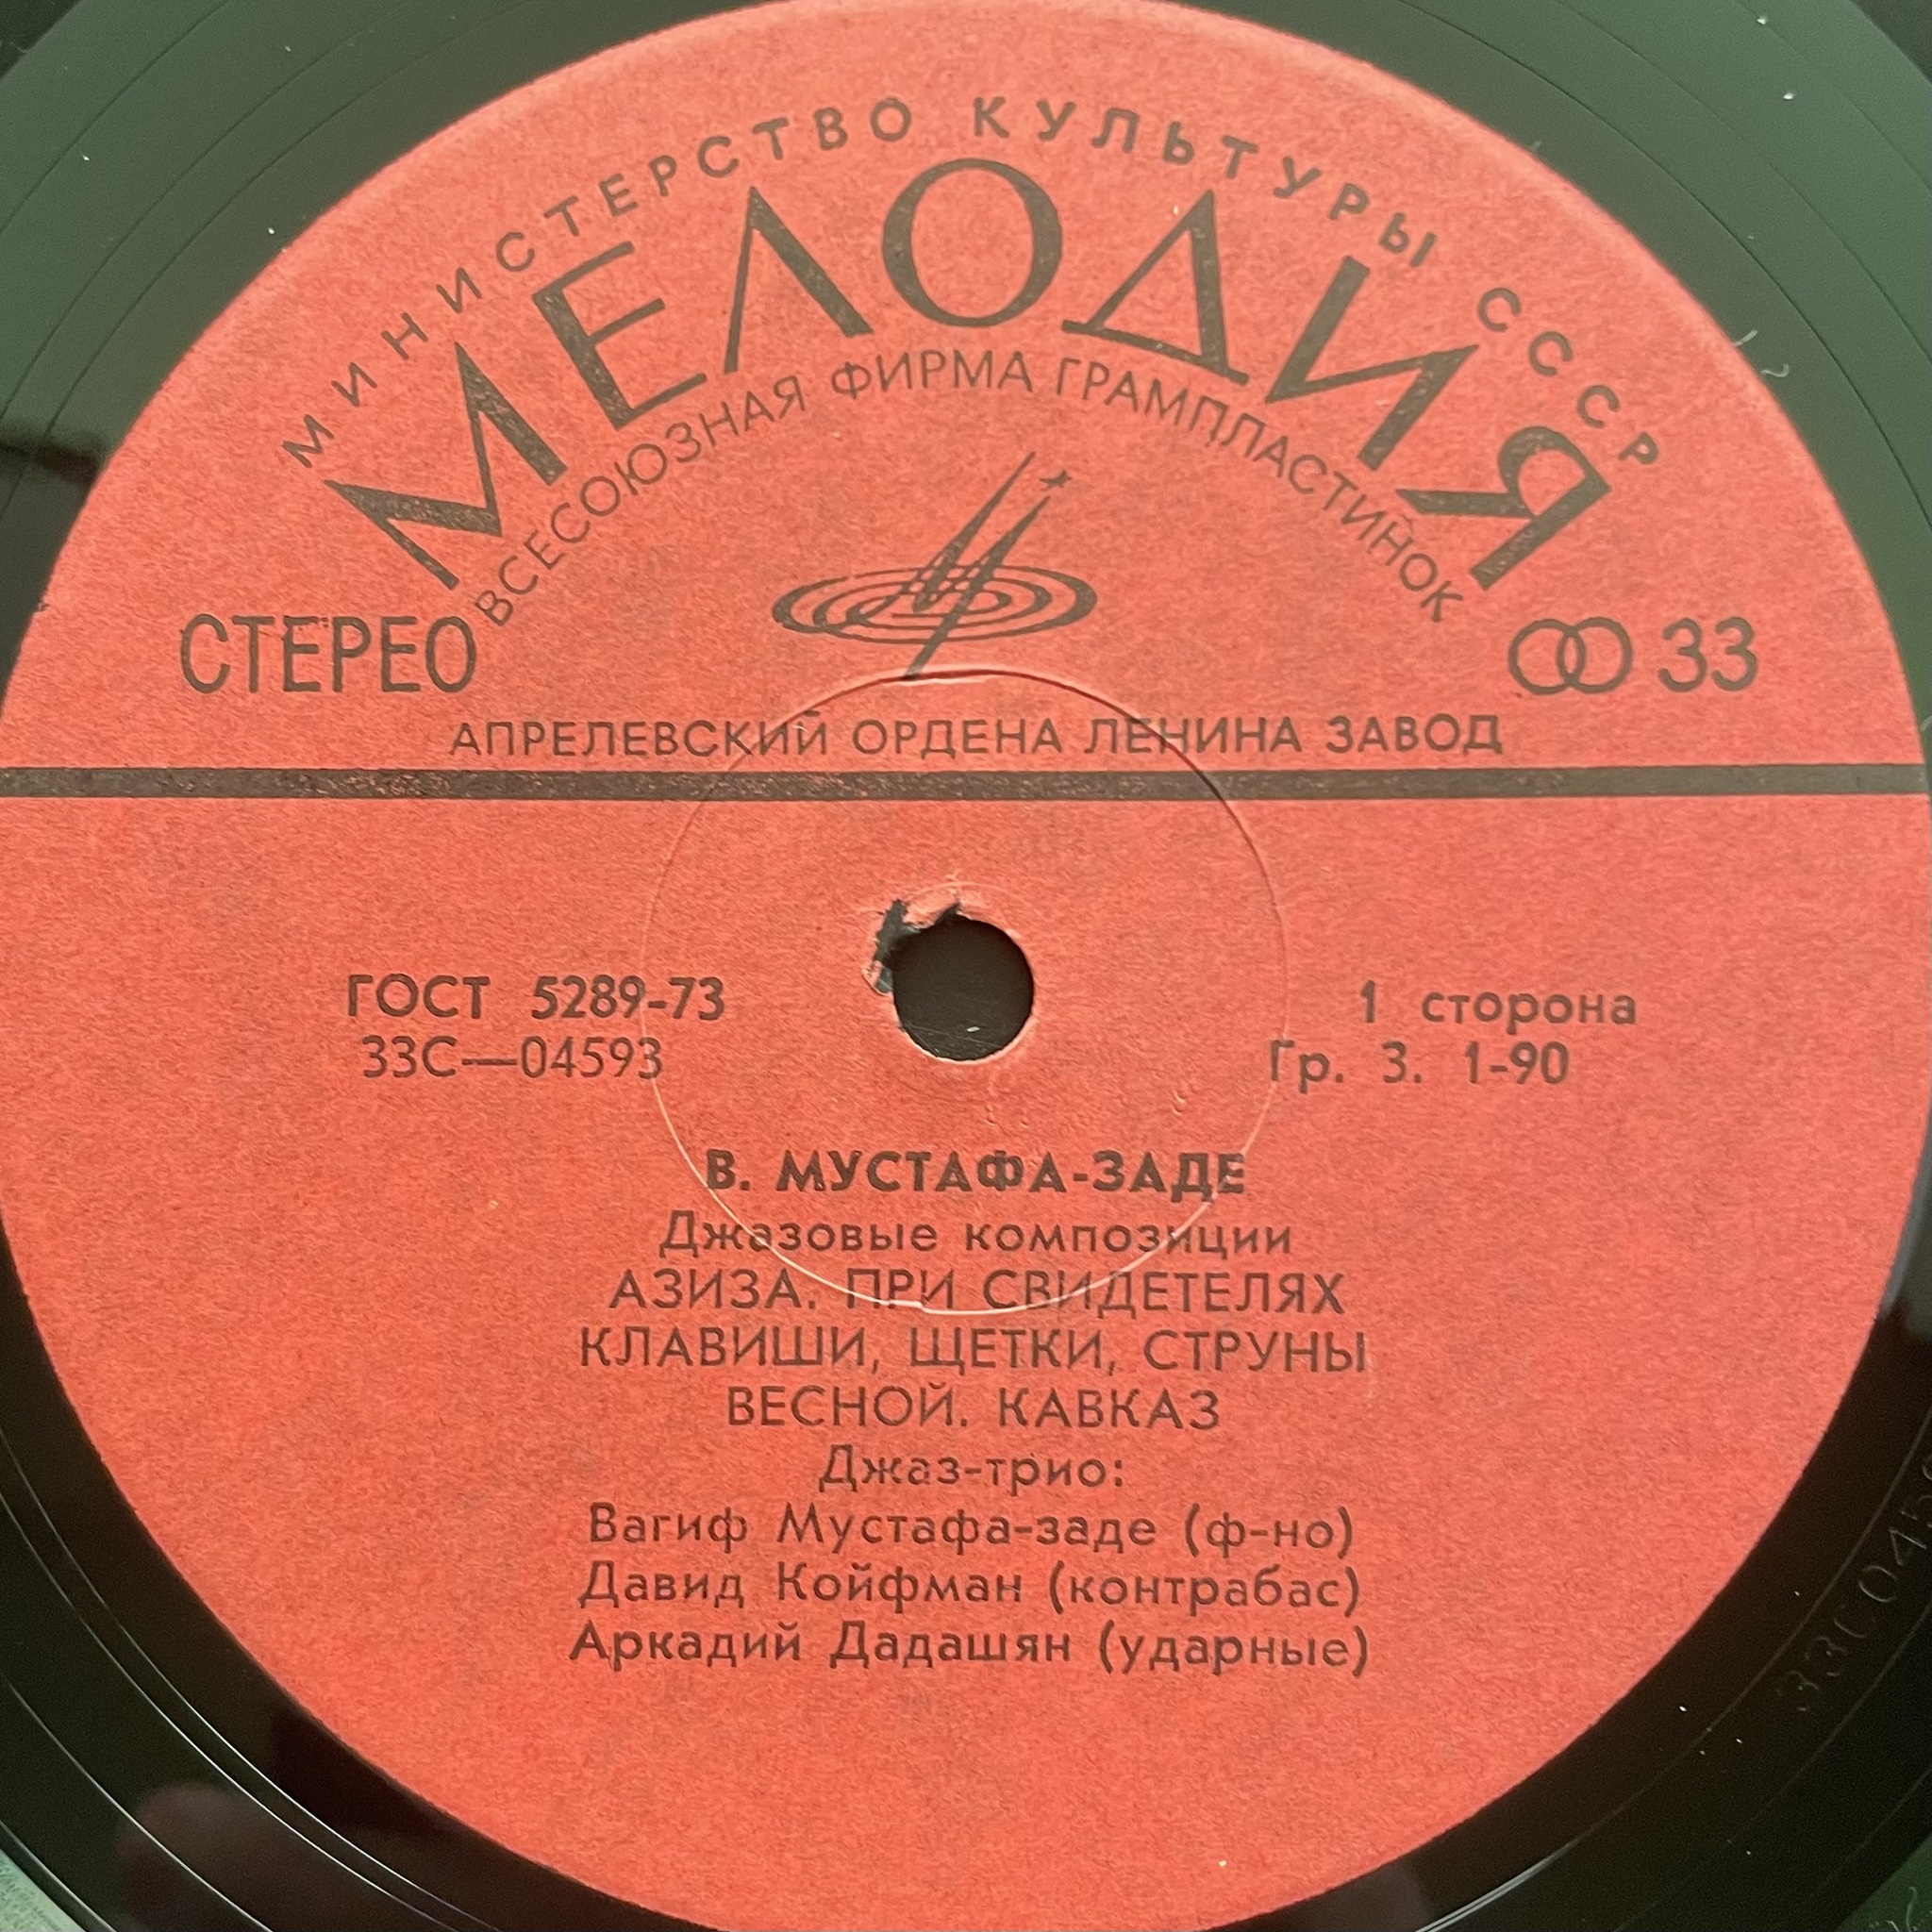 МИНИСТЕРСТВО КУЛЬТУРЫ СССР
МЕЛОДИЯ
ВСЕСОЮЗНАЯ ФИРМА ГРАМПЛАСТИНОК
СТЕРЕО
33
АПРЕЛЕВСКИЙ ОРДЕНА ЛЕНИНА ЗАВОД
ГОСТ 5289-73
33С—04593
1 сторона
Гр. 3. 1-90
В. МУСТАФА-ЗАДЕ
Джазовые композиции
АЗИЗА. ПРИ СВИДЕТЕЛЯХ
КЛАВИШИ, ЩЕТКИ, СТРУНЫ
ВЕСНОЙ. КАВКАЗ
Джаз-трио:
Вагиф Мустафа-заде (ф-но)
Давид Койфман (контрабас)
Аркадий Дадашян (ударные)